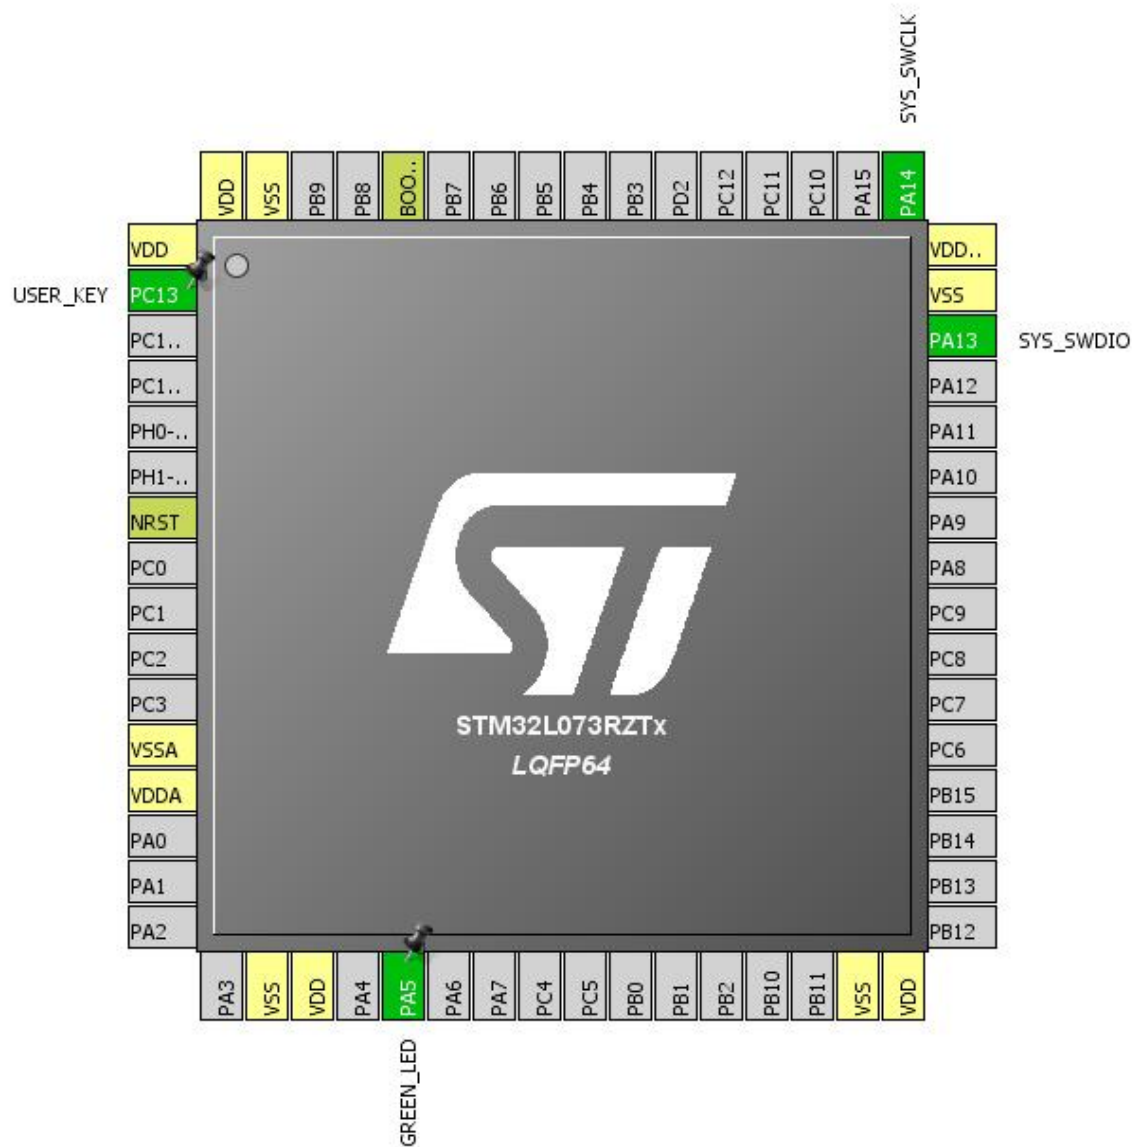 SYS_SWCLK
VDD
VSS
PB9
PB8
BOO..
PB7
PB6
PB5
PB4
PB3
PD2
PC12
PC11
PC10
PA15
PA14
VDD
USER_KEY PC13
PC1..
PC1..
PH0-..
PH1-..
NRST
PC0
PC1
PC2
PC3
VSSA
VDDA
PA0
PA1
PA2
VDD..
VSS
PA13 SYS_SWDIO
PA12
PA11
PA10
PA9
PA8
PC9
PC8
PC7
PC6
PB15
PB14
PB13
PB12
ST
STM32L073RZTx
LQFP64
PA3
VSS
VDD
PA4
PA5
PA6
PA7
PC4
PC5
PB0
PB1
PB2
PB10
PB11
VSS
VDD
GREEN_LED